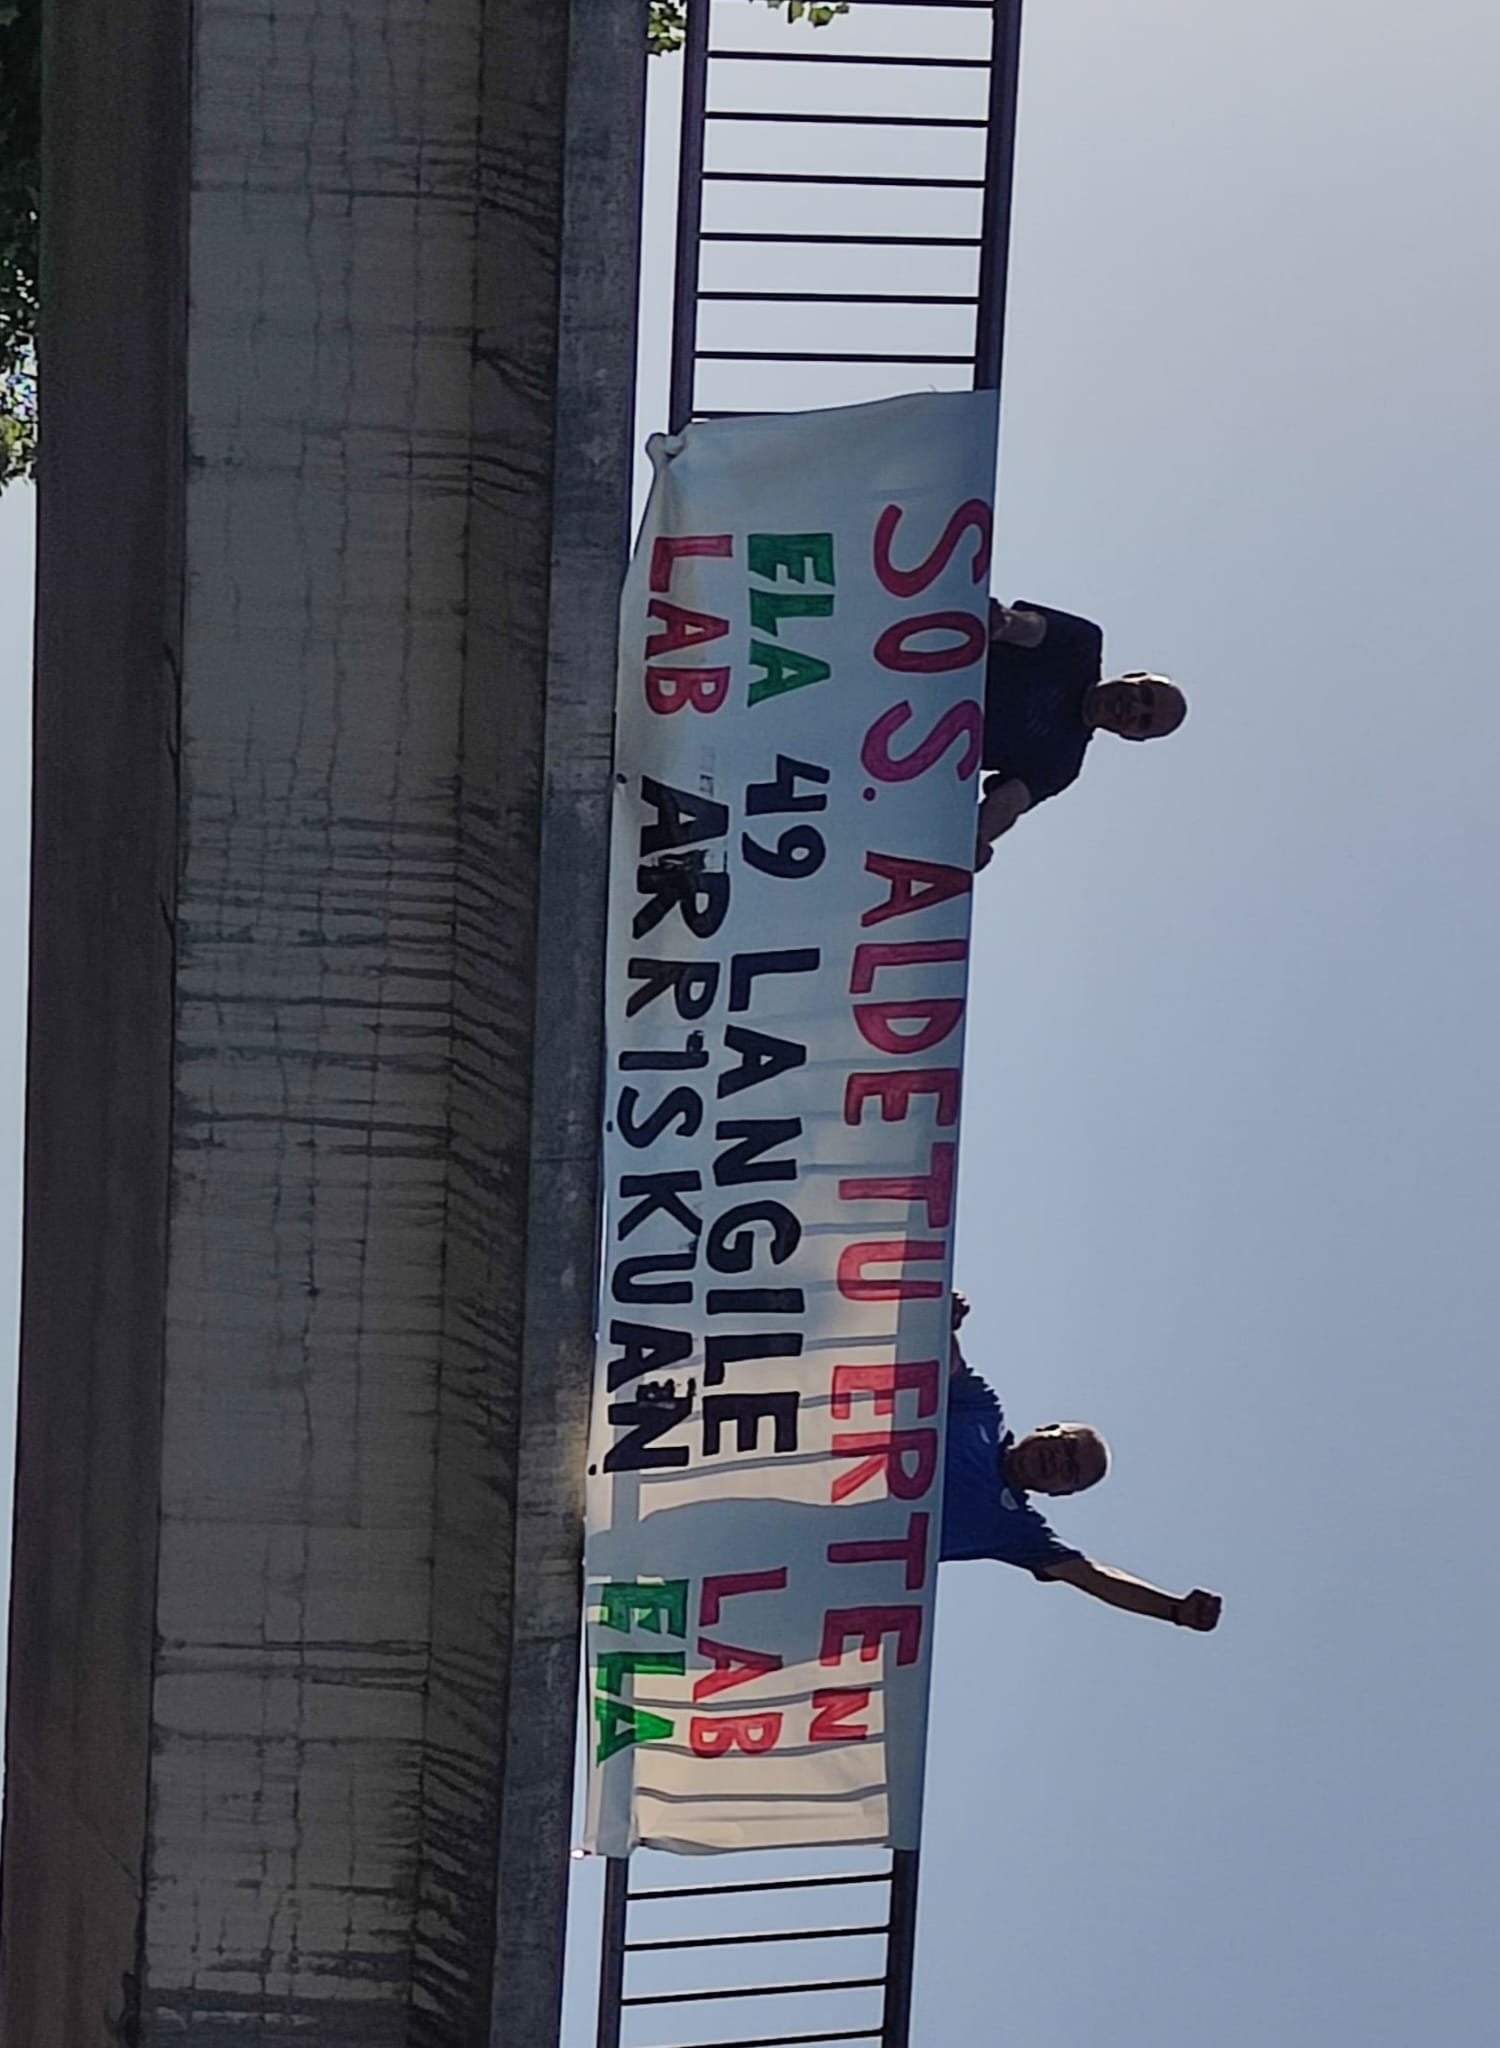 SOS. ALDETU ERTEN
ELA 49 LANGILE LAB
LAB ARRISKUAN ELA